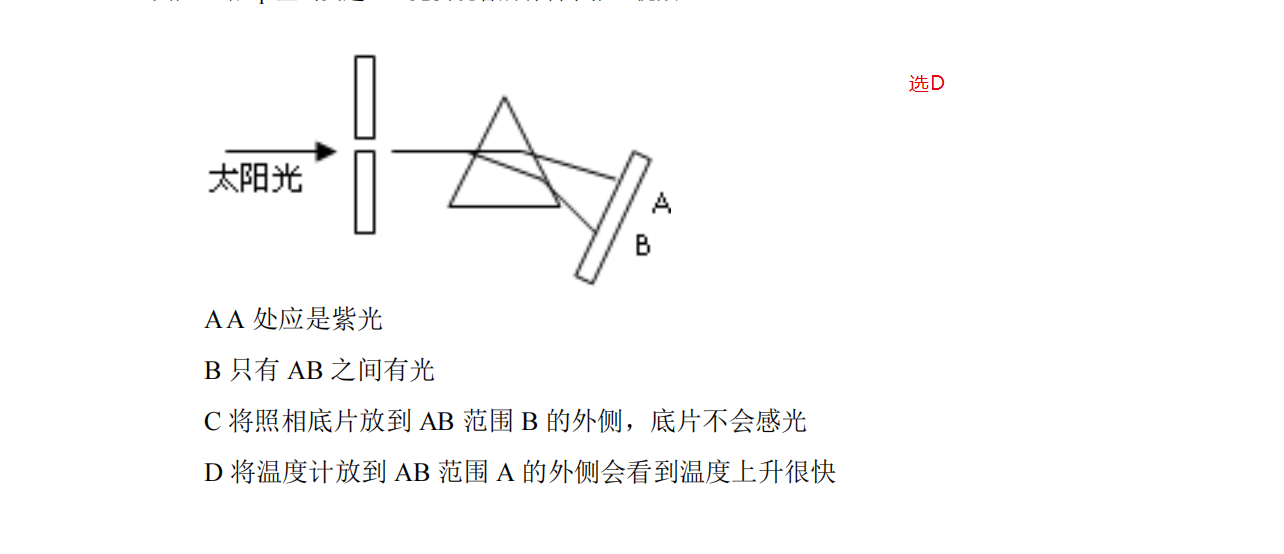 选D
太阳光
A
B
A A 处应是紫光
B 只有 AB 之间有光
C 将照相底片放到 AB 范围 B 的外侧，底片不会感光
D 将温度计放到 AB 范围 A 的外侧会看到温度上升很快